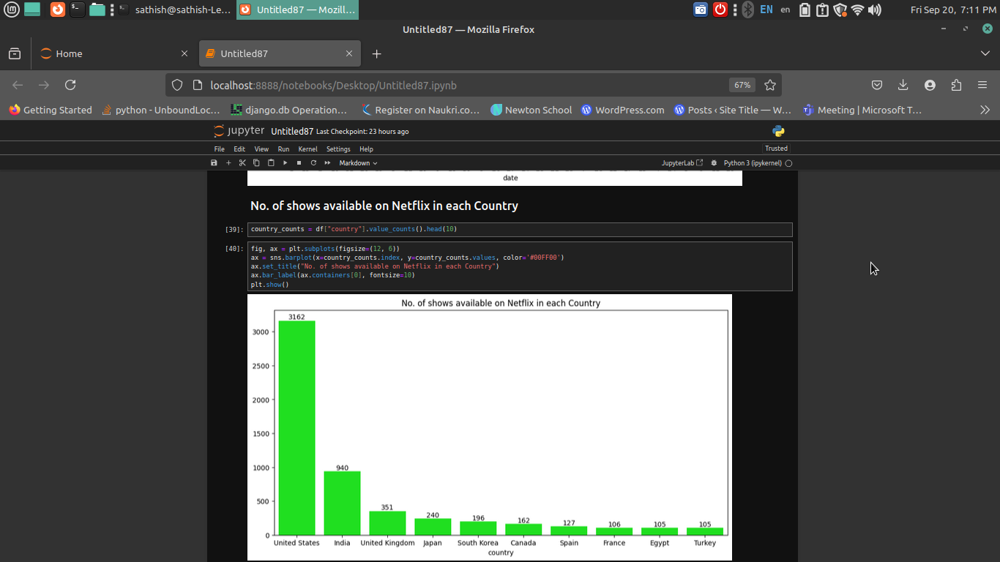 sathish@sathish-Le...
Untitled87 — Mozill...
EN
en
Fri Sep 20, 7:11 PM
Untitled87 — Mozilla Firefox
Home
Untitled87
localhost:8888/notebooks/Desktop/Untitled87.ipynb
67%
Getting Started
python - UnboundLoc...
django.db Operation...
Register on Naukri.co...
Newton School
WordPress.com
Posts ‹ Site Title — W...
Meeting | Microsoft T...
jupyter Untitled87 Last Checkpoint: 23 hours ago
File Edit View Run Kernel Settings Help
Trusted
Markdown
JupyterLab
Python 3 (ipykernel)
date
No. of shows available on Netflix in each Country
[39]: country_counts = df["country"].value_counts().head(10)
[40]: fig, ax = plt.subplots(figsize=(12, 6))
ax = sns.barplot(x=country_counts.index, y=country_counts.values, color='#00FF00')
ax.set_title("No. of shows available on Netflix in each Country")
ax.bar_label(ax.containers[0], fontsize=10)
plt.show()
No. of shows available on Netflix in each Country
3162
3000
2500
2000
1500
1000
940
500
351
240
196
162
127
106
105
105
0
United States India United Kingdom Japan South Korea Canada Spain France Egypt Turkey
country